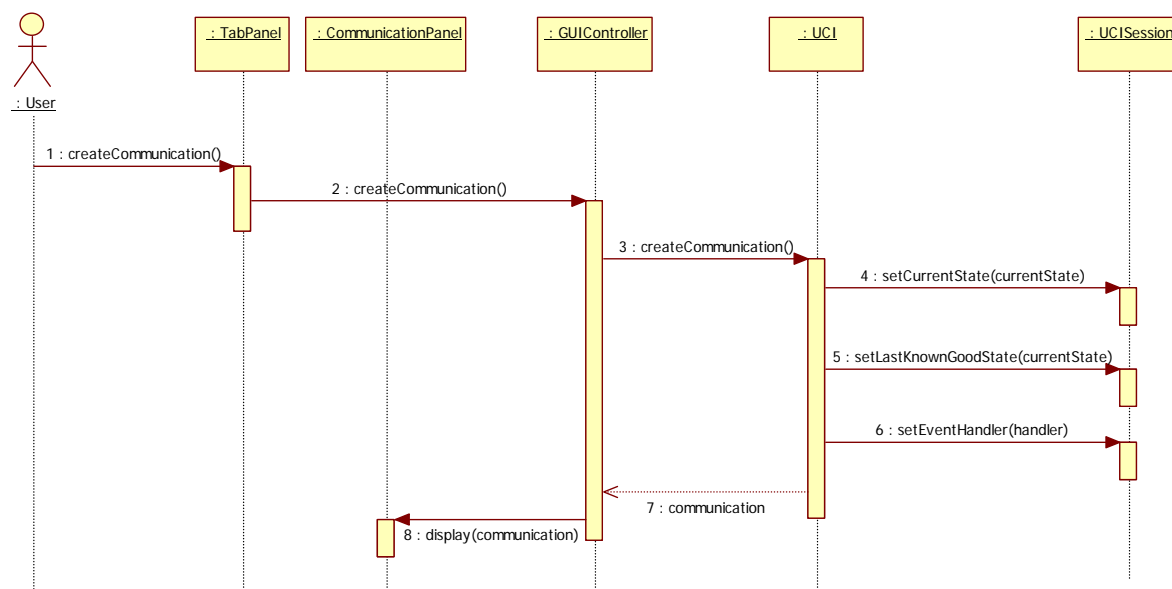 : TabPanel
: CommunicationPanel
: GUIController
: UCI
: UCISession
: User
1 : createCommunication()
2 : createCommunication()
3 : createCommunication()
4 : setCurrentState(currentState)
5 : setLastKnownGoodState(currentState)
6 : setEventHandler(handler)
7 : communication
8 : display(communication)